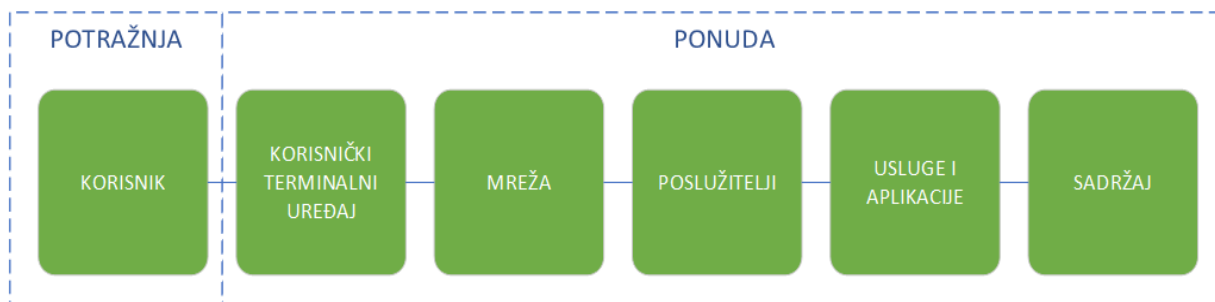 POTRAŽNJA
PONUDA
KORISNIK
KORISNIČKI
TERMINALNI
UREĐAJ
MREŽA
POSLUŽITELJI
USLUGE I
APLIKACIJE
SADRŽAJ